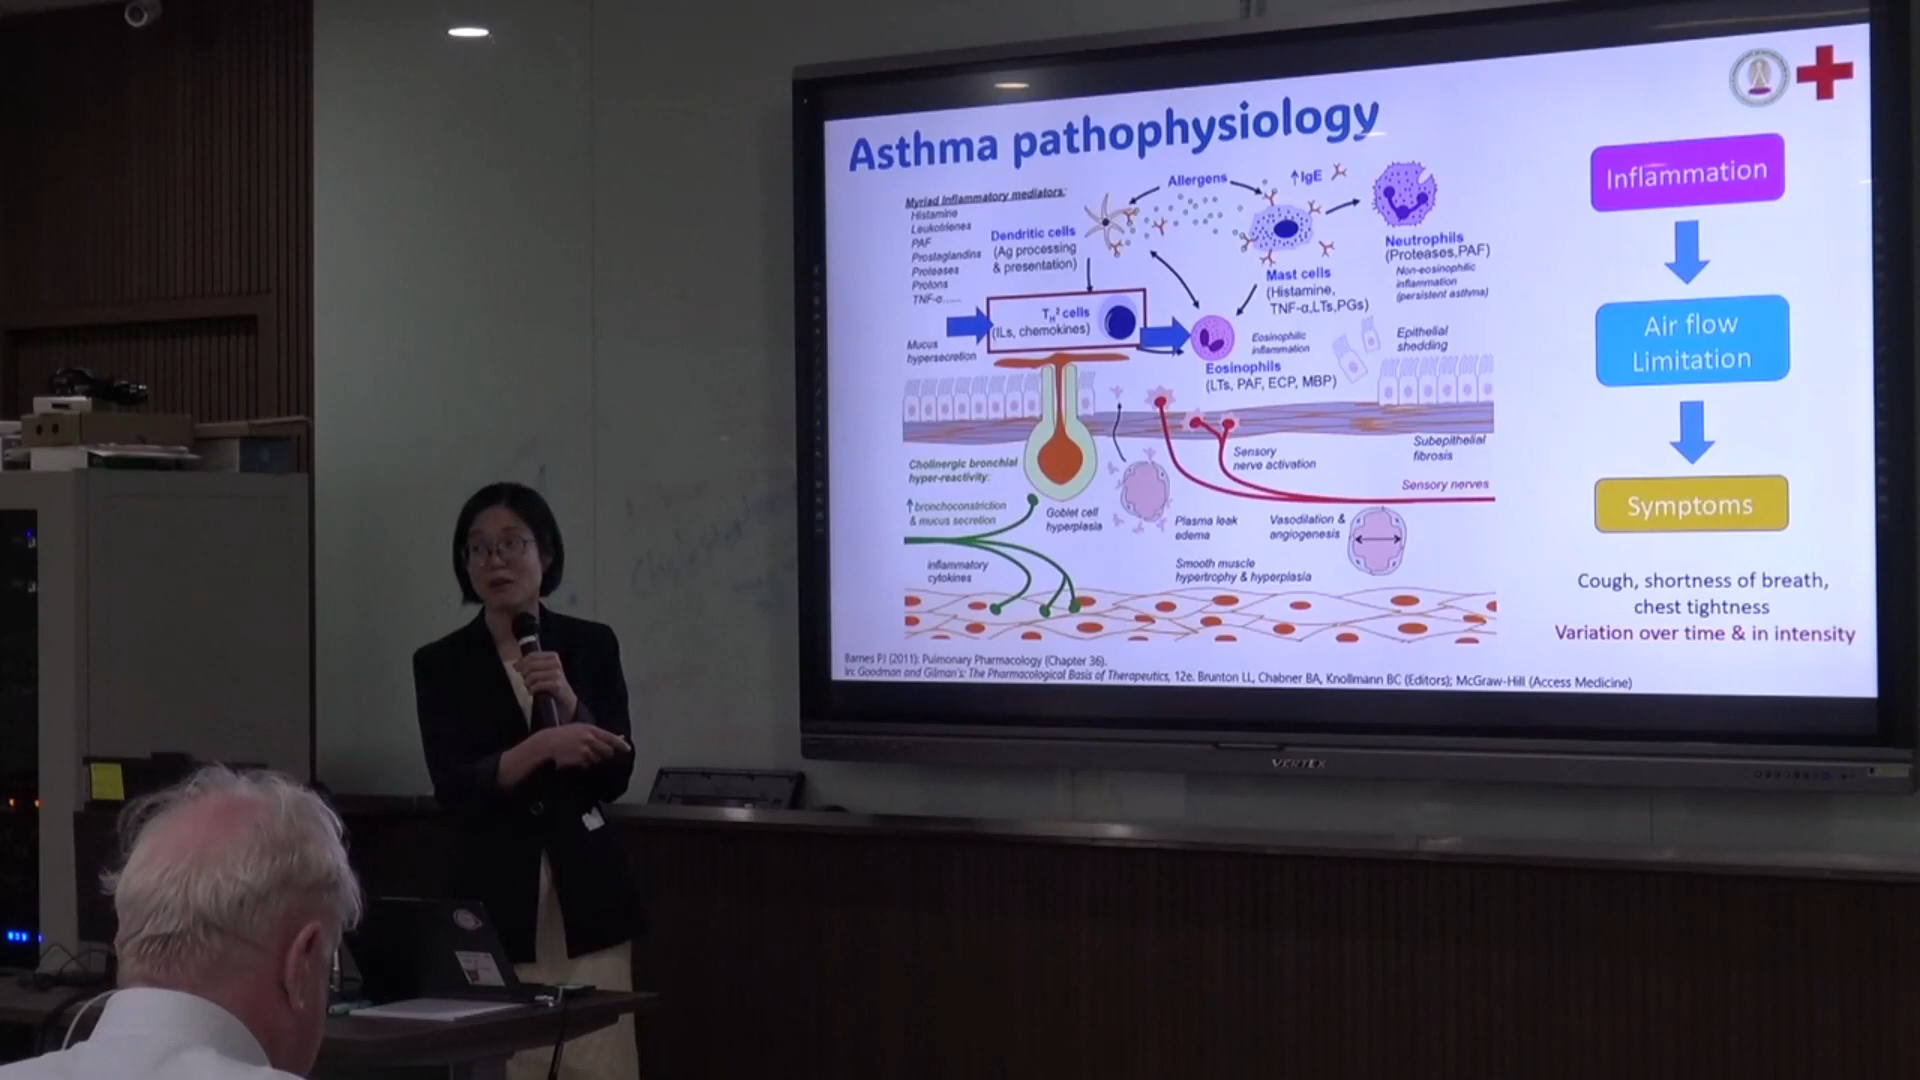 Asthma pathophysiology
Myriad Inflammatory mediators:
Histamine
Leukotrienes
PAF
Prostaglandins
Proteases
Protons
TNF-α......
Allergens
↑IgE
Dendritic cells
(Ag processing
& presentation)
Neutrophils
(Proteases,PAF)
Non-eosinophilic
inflammation
(persistent asthma)
Mast cells
(Histamine,
TNF-α,LTs,PGs)
TH2 cells
(ILs, chemokines)
Mucus
hypersecretion
Eosinophilic
inflammation
Epithelial
shedding
Eosinophils
(LTs, PAF, ECP, MBP)
Subepithelial
fibrosis
Sensory
nerve activation
Sensory nerves
Cholinergic bronchial
hyper-reactivity:
↑bronchoconstriction
& mucus secretion
Goblet cell
hyperplasia
Plasma leak
edema
Vasodilation &
angiogenesis
inflammatory
cytokines
Smooth muscle
hypertrophy & hyperplasia
Inflammation
Air flow
Limitation
Symptoms
Cough, shortness of breath,
chest tightness
Variation over time & in intensity
Barnes PJ (2011): Pulmonary Pharmacology (Chapter 36).
In: Goodman and Gilman's: The Pharmacological Basis of Therapeutics, 12e. Brunton LL, Chabner BA, Knollmann BC (Editors); McGraw-Hill (Access Medicine)
VERTEX